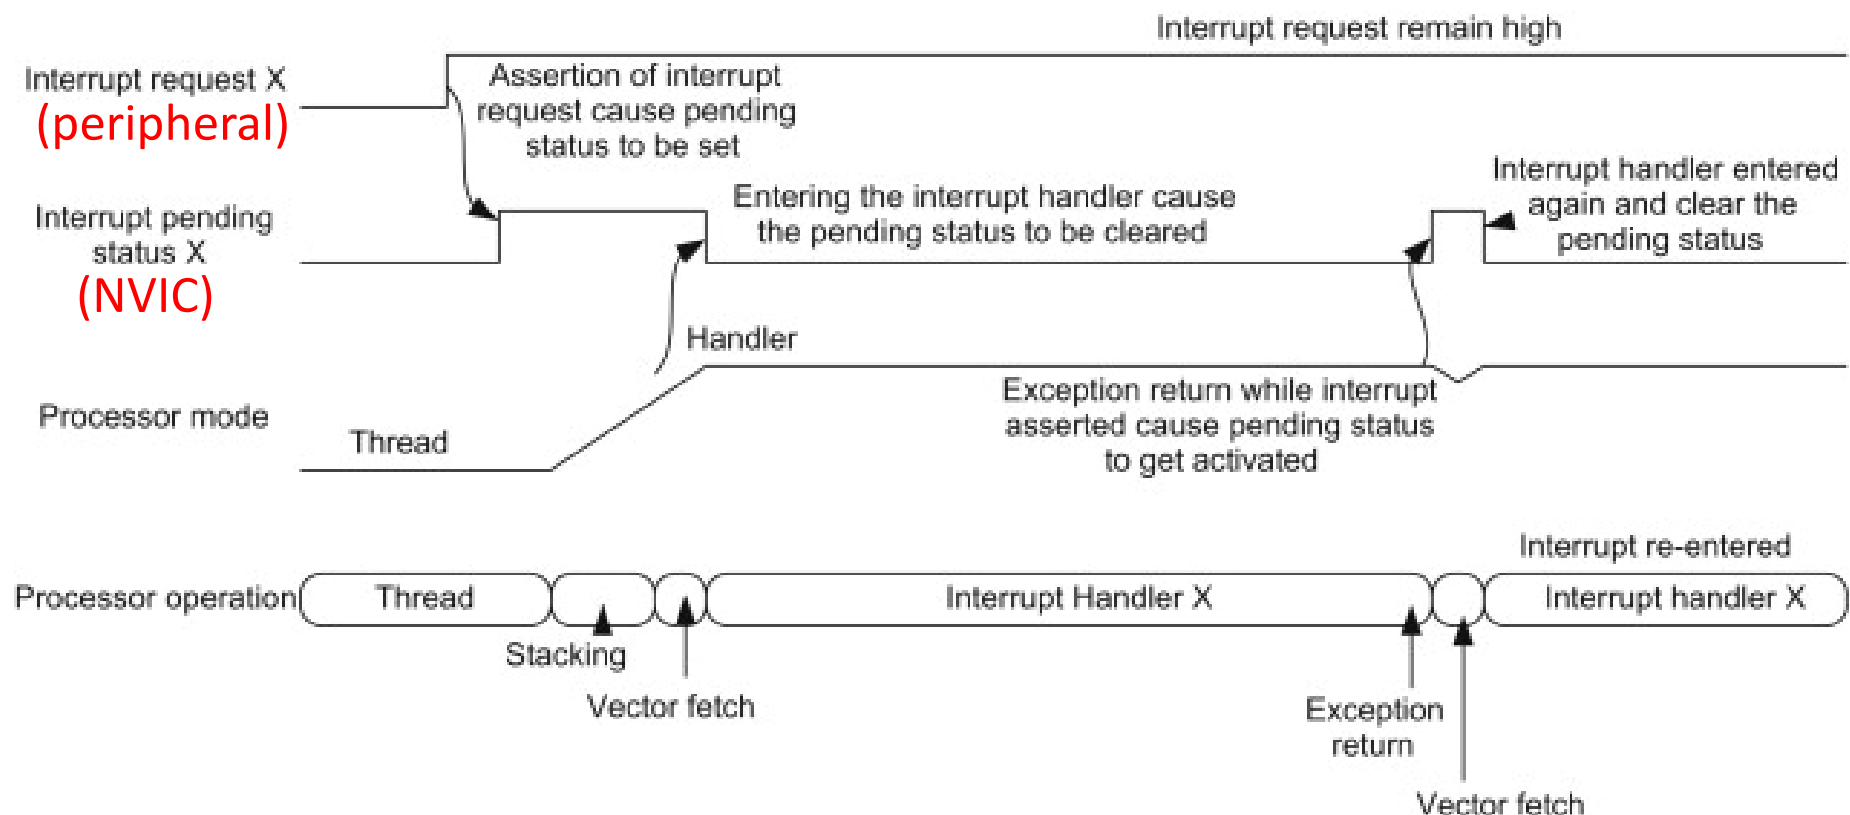 Interrupt request remain high
Interrupt request X
(peripheral)
Assertion of interrupt
request cause pending
status to be set
Interrupt pending
status X
(NVIC)
Entering the interrupt handler cause
the pending status to be cleared
Interrupt handler entered
again and clear the
pending status
Handler
Processor mode
Thread
Exception return while interrupt
asserted cause pending status
to get activated
Interrupt re-entered
Processor operation
Thread
Interrupt Handler X
Interrupt handler X
Stacking
Vector fetch
Exception
return
Vector fetch